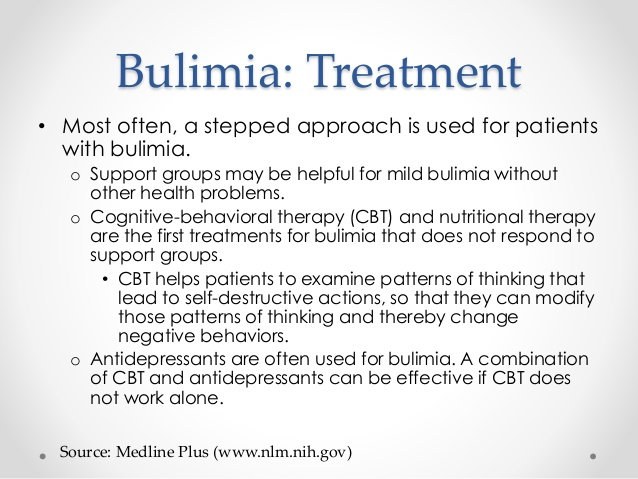 Bulimia: Treatment
• Most often, a stepped approach is used for patients
with bulimia.
o Support groups may be helpful for mild bulimia without
other health problems.
o Cognitive-behavioral therapy (CBT) and nutritional therapy
are the first treatments for bulimia that does not respond to
support groups.
• CBT helps patients to examine patterns of thinking that
lead to self-destructive actions, so that they can modify
those patterns of thinking and thereby change
negative behaviors.
o Antidepressants are often used for bulimia. A combination
of CBT and antidepressants can be effective if CBT does
not work alone.
Source: Medline Plus (www.nlm.nih.gov)